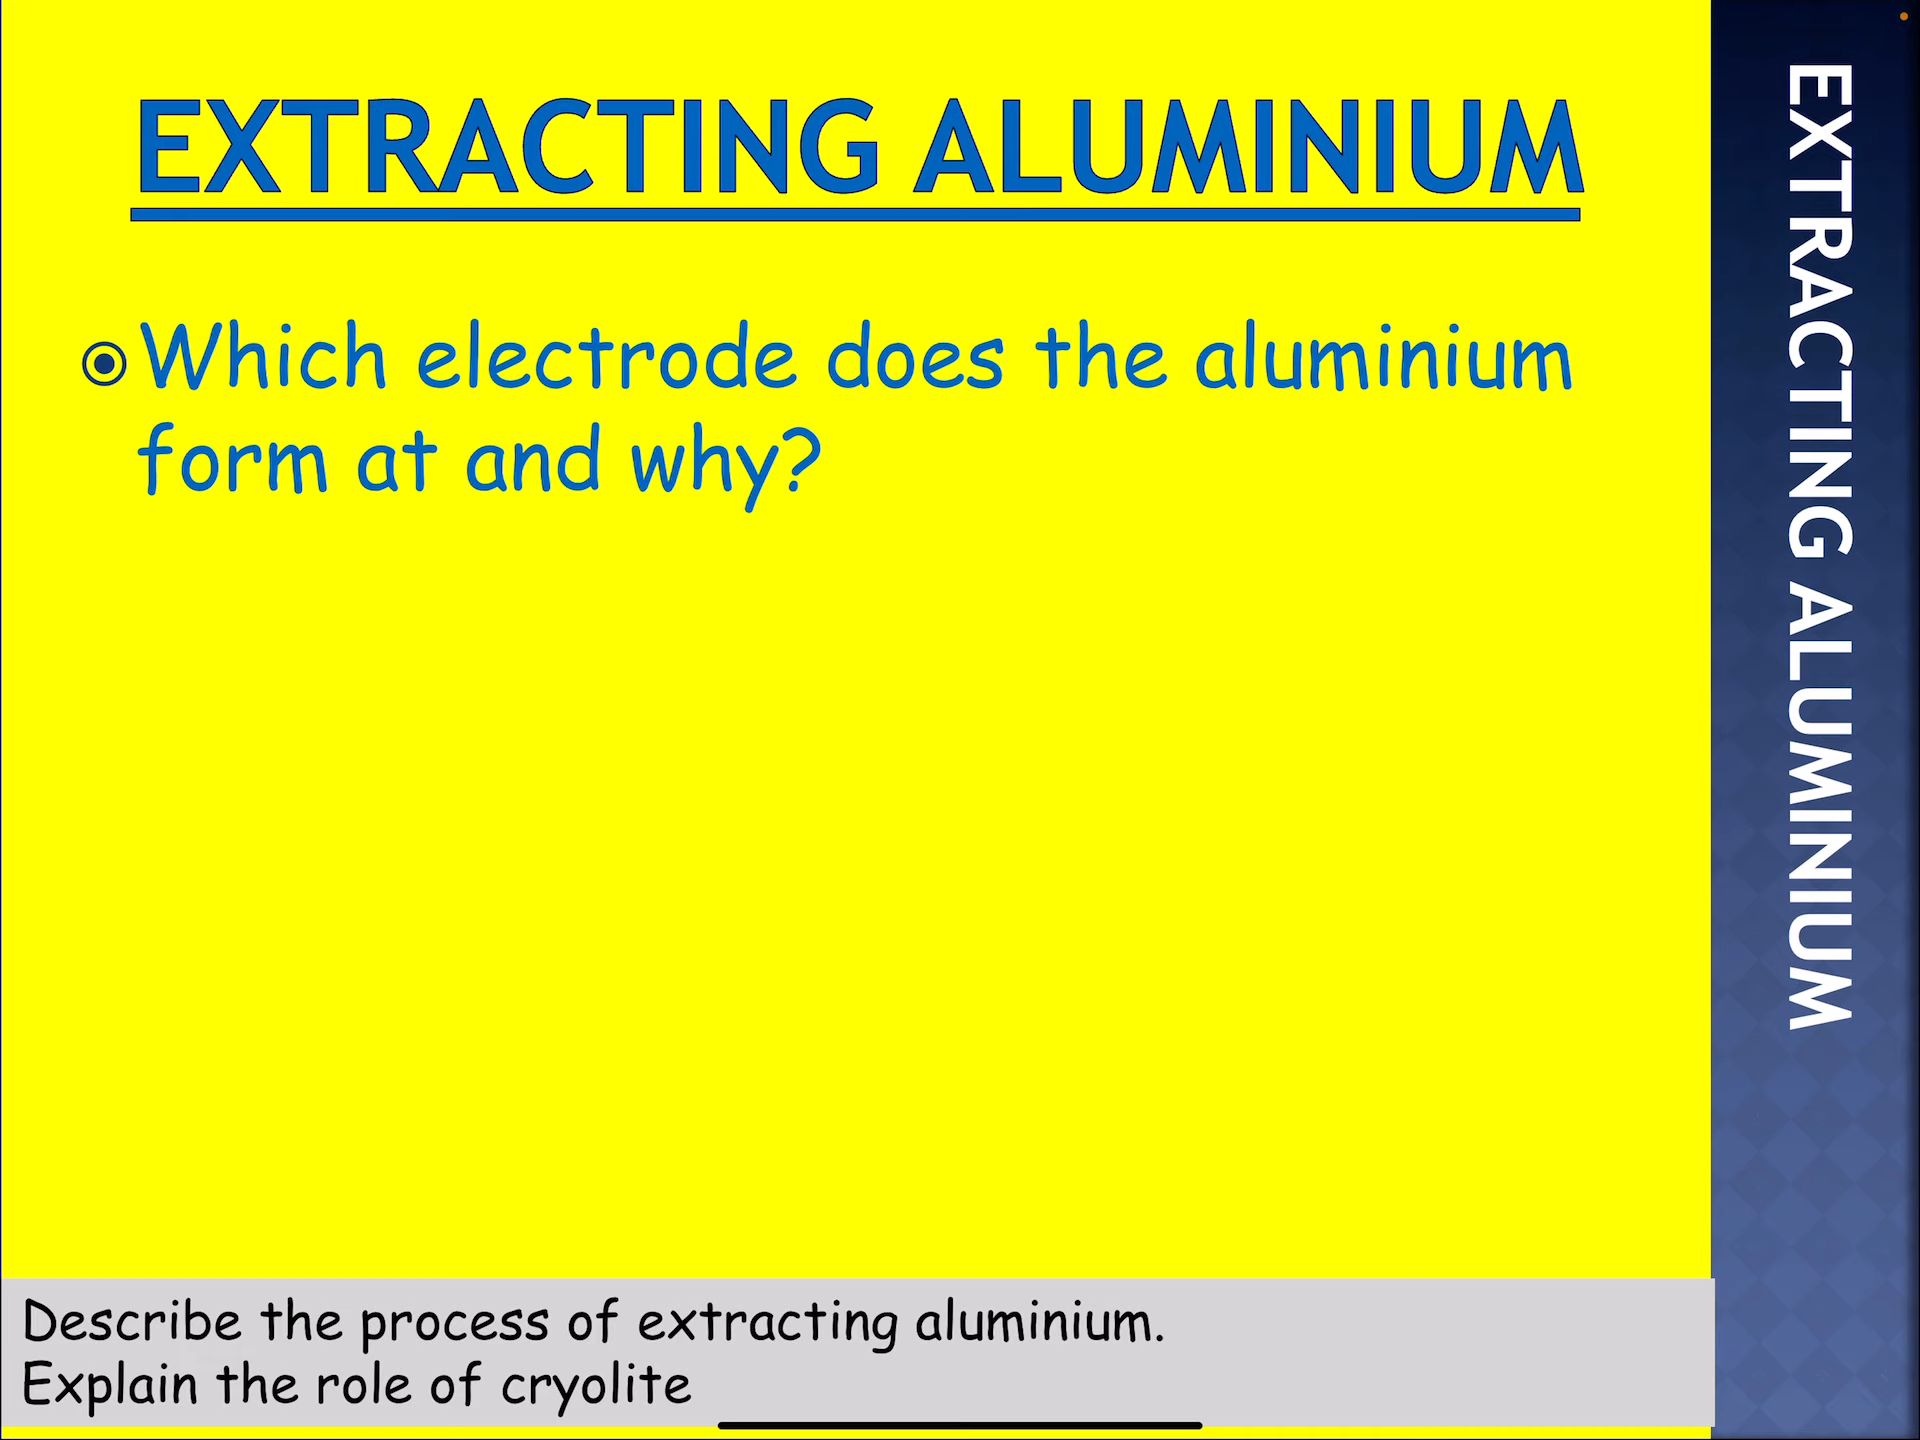 EXTRACTING ALUMINIUM
Which electrode does the aluminium
form at and why?
Describe the process of extracting aluminium.
Explain the role of cryolite
EXTRACTING ALUMINIUM